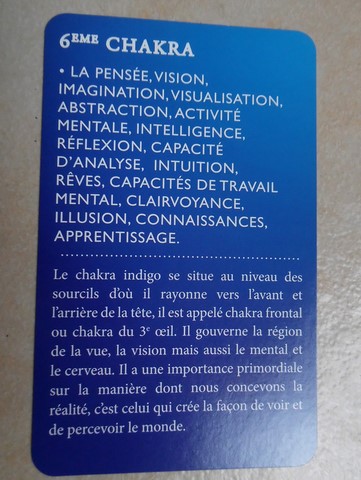 6EME CHAKRA
• LA PENSÉE, VISION,
IMAGINATION, VISUALISATION,
ABSTRACTION, ACTIVITÉ
MENTALE, INTELLIGENCE,
RÉFLEXION, CAPACITÉ
D'ANALYSE, INTUITION,
RÊVES, CAPACITÉS DE TRAVAIL
MENTAL, CLAIRVOYANCE,
ILLUSION, CONNAISSANCES,
APPRENTISSAGE.
Le chakra indigo se situe au niveau des
sourcils d'où il rayonne vers l'avant et
l'arrière de la tête, il est appelé chakra frontal
ou chakra du 3e œil. Il gouverne la région
de la vue, la vision mais aussi le mental et
le cerveau. Il a une importance primordiale
sur la manière dont nous concevons la
réalité, c'est celui qui crée la façon de voir et
de percevoir le monde.